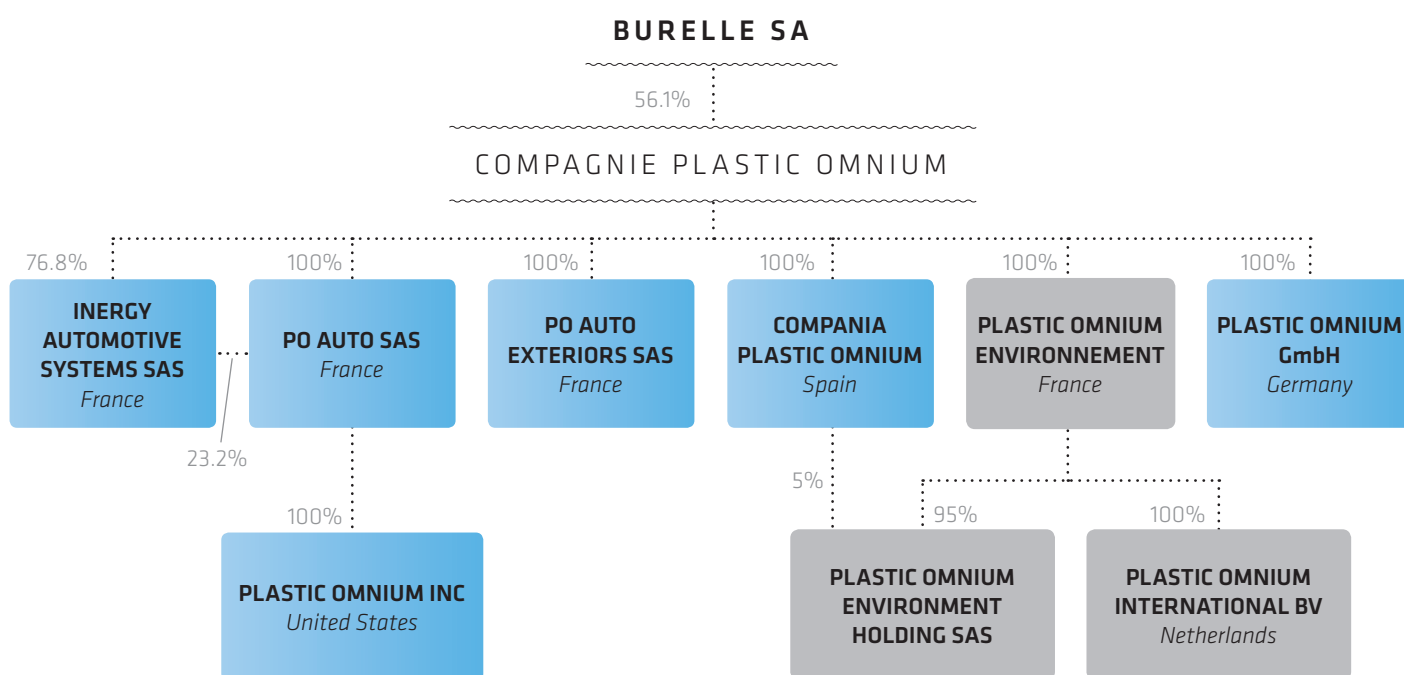 BURELLE SA
56.1%
COMPAGNIE PLASTIC OMNIUM
76.8%
100%
100%
100%
100%
100%
INERGY
AUTOMOTIVE
SYSTEMS SAS
France
PO AUTO SAS
France
PO AUTO
EXTERIORS SAS
France
COMPANIA
PLASTIC OMNIUM
Spain
PLASTIC OMNIUM
ENVIRONNEMENT
France
PLASTIC OMNIUM
GmbH
Germany
23.2%
5%
100%
95%
100%
PLASTIC OMNIUM INC
United States
PLASTIC OMNIUM
ENVIRONMENT
HOLDING SAS
PLASTIC OMNIUM
INTERNATIONAL BV
Netherlands